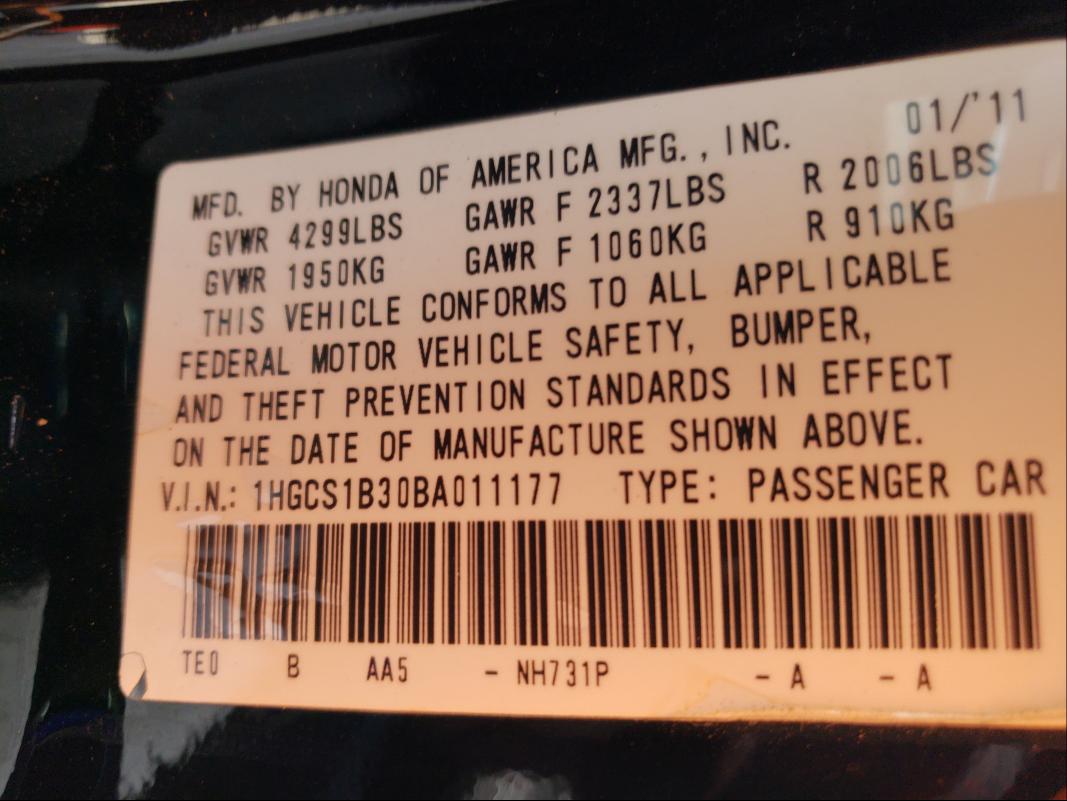 01/'11
MFD. BY HONDA OF AMERICA MFG., INC.
GVWR 4299LBS GAWR F 2337LBS R 2006LBS
GVWR 1950KG GAWR F 1060KG R 910KG
THIS VEHICLE CONFORMS TO ALL APPLICABLE
FEDERAL MOTOR VEHICLE SAFETY, BUMPER,
AND THEFT PREVENTION STANDARDS IN EFFECT
ON THE DATE OF MANUFACTURE SHOWN ABOVE.
V.I.N.: 1HGCS1B30BA011177 TYPE: PASSENGER CAR
TE0 B AA5 - NH731P - A - A